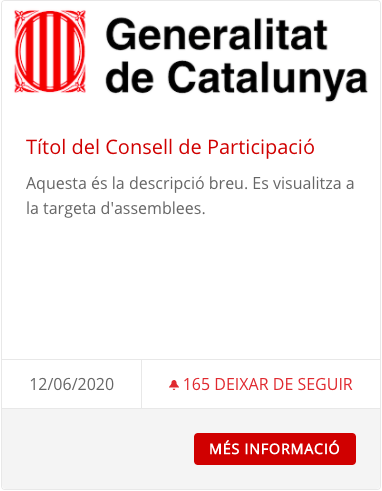 Generalitat
de Catalunya
Títol del Consell de Participació
Aquesta és la descripció breu. Es visualitza a
la targeta d'assemblees.
12/06/2020
165 DEIXAR DE SEGUIR
MÉS INFORMACIÓ